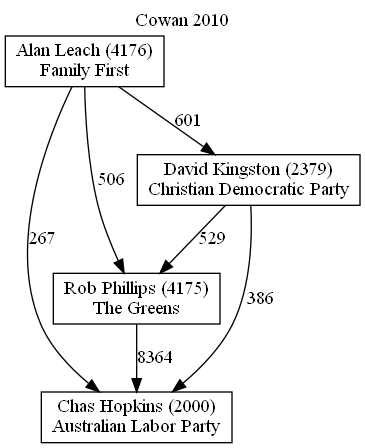 Cowan 2010
Alan Leach (4176)
Family First
601
David Kingston (2379)
Christian Democratic Party
506
267
529
Rob Phillips (4175)
The Greens
386
8364
Chas Hopkins (2000)
Australian Labor Party